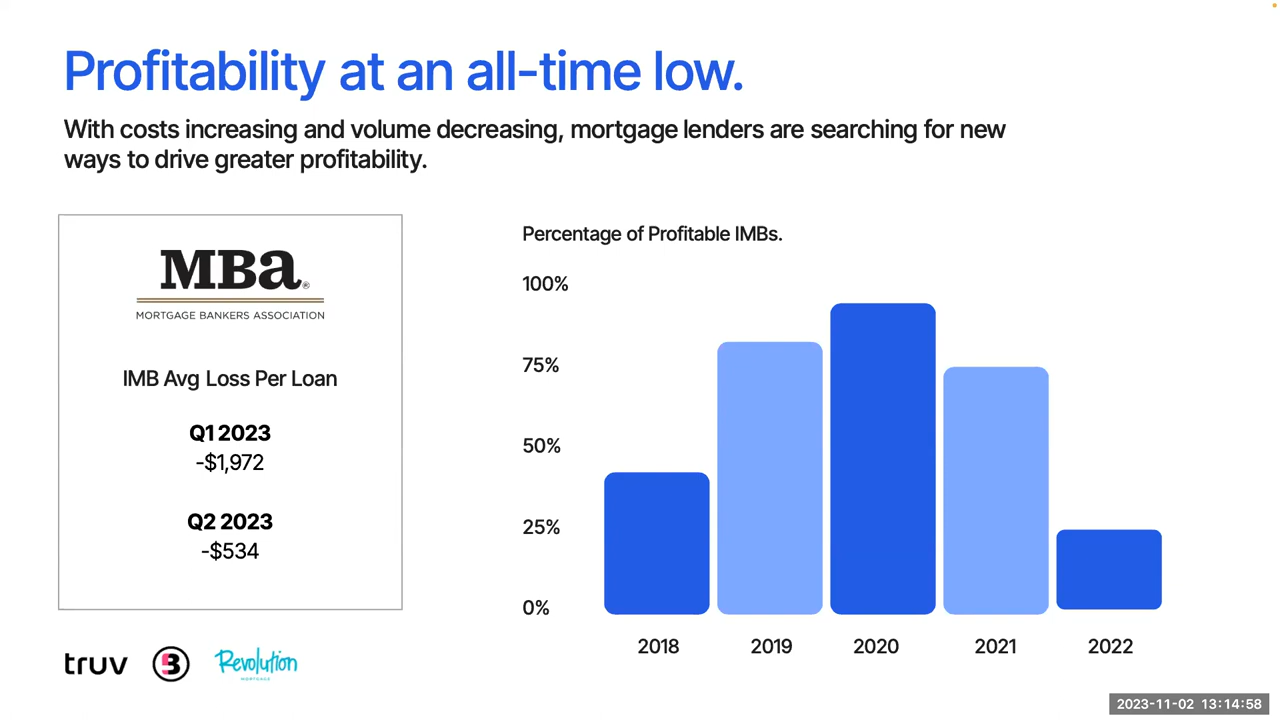 Profitability at an all-time low.
With costs increasing and volume decreasing, mortgage lenders are searching for new
ways to drive greater profitability.
MBa®
MORTGAGE BANKERS ASSOCIATION
IMB Avg Loss Per Loan
Q1 2023
-$1,972
Q2 2023
-$534
Percentage of Profitable IMBs.
100%
75%
50%
25%
0%
2018 2019 2020 2021 2022
truv B Revolution
MORTGAGE
2023-11-02 13:14:58